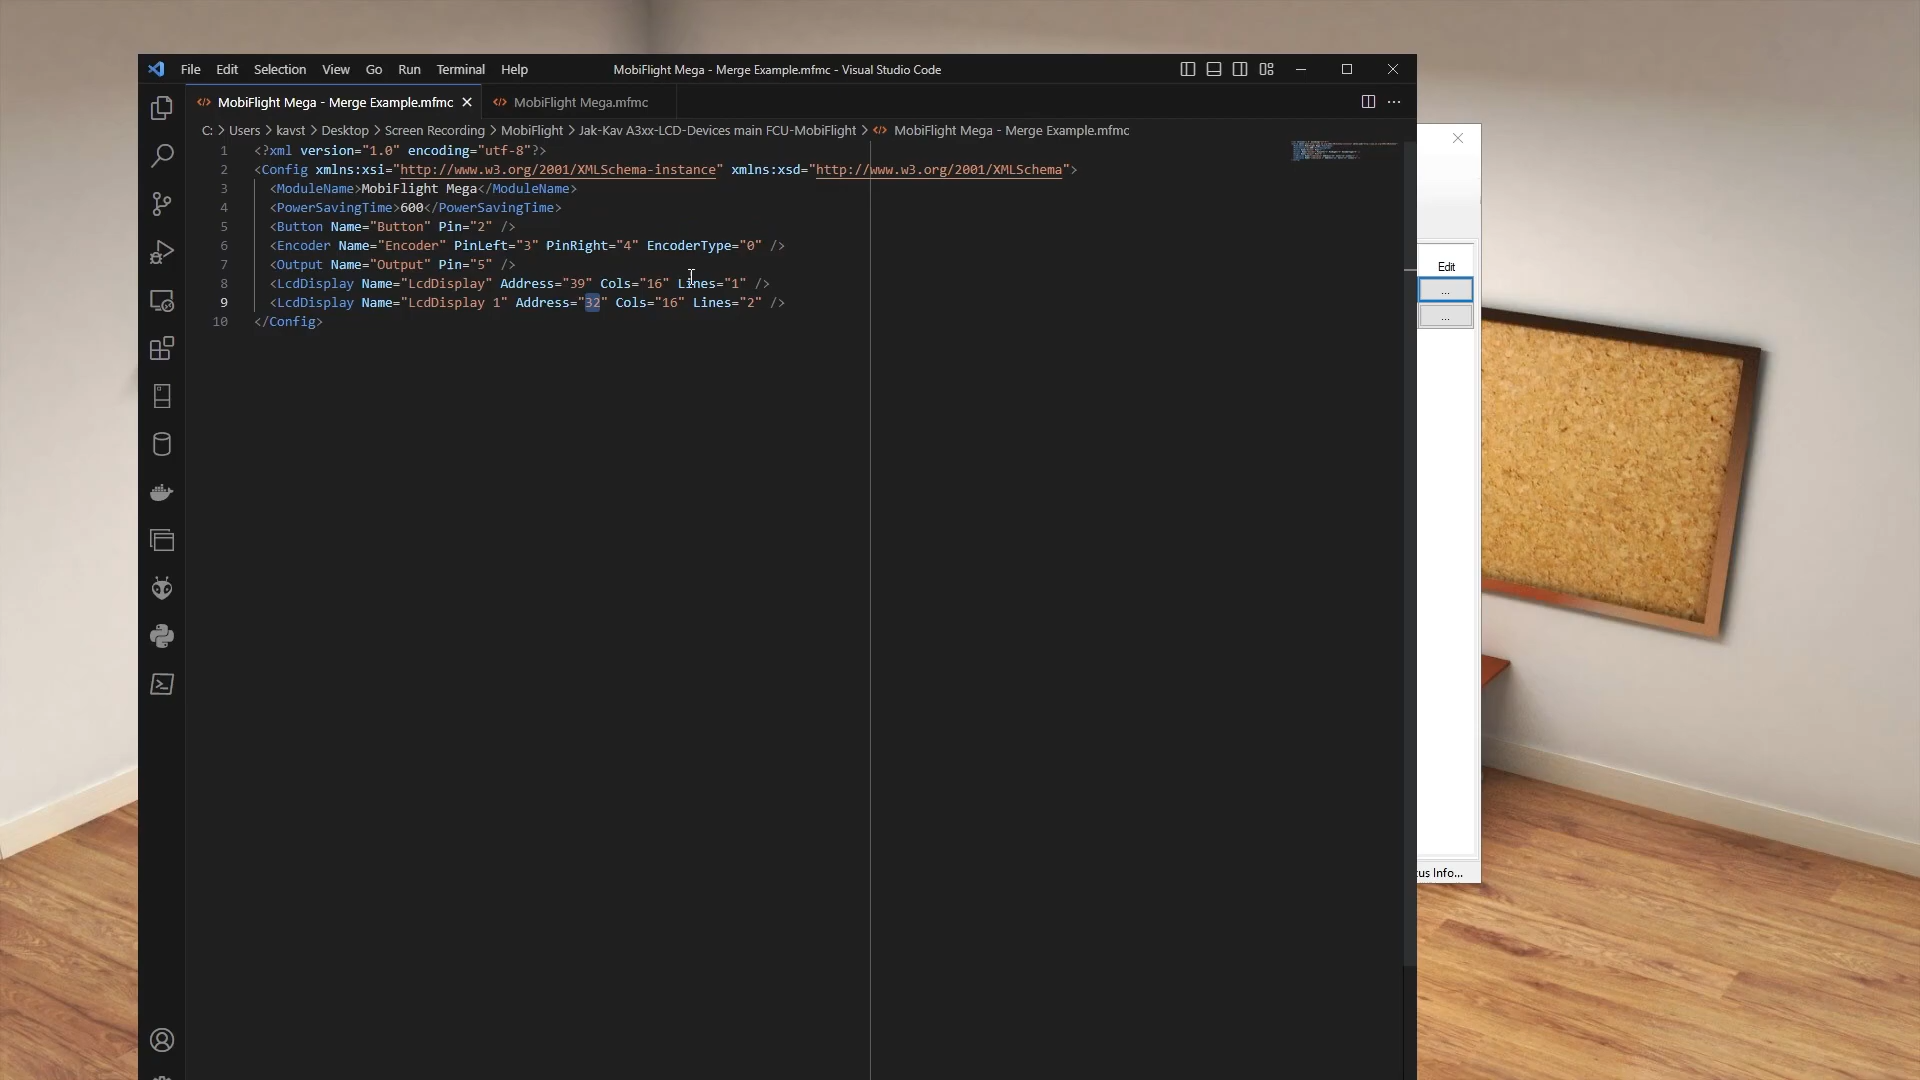 File Edit Selection View Go Run Terminal Help MobiFlight Mega - Merge Example.mfmc - Visual Studio Code
MobiFlight Mega - Merge Example.mfmc MobiFlight Mega.mfmc
C: > Users > kavst > Desktop > Screen Recording > MobiFlight > Jak-Kav A3xx-LCD-Devices main FCU-MobiFlight > MobiFlight Mega - Merge Example.mfmc
1 <?xml version="1.0" encoding="utf-8"?>
2 <Config xmlns:xsi="http://www.w3.org/2001/XMLSchema-instance" xmlns:xsd="http://www.w3.org/2001/XMLSchema">
3 <ModuleName>MobiFlight Mega</ModuleName>
4 <PowerSavingTime>600</PowerSavingTime>
5 <Button Name="Button" Pin="2" />
6 <Encoder Name="Encoder" PinLeft="3" PinRight="4" EncoderType="0" />
7 <Output Name="Output" Pin="5" />
8 <LcdDisplay Name="LcdDisplay" Address="39" Cols="16" Lines="1" />
9 <LcdDisplay Name="LcdDisplay 1" Address="32" Cols="16" Lines="2" />
10 </Config>
Edit
...
...
tus Info...